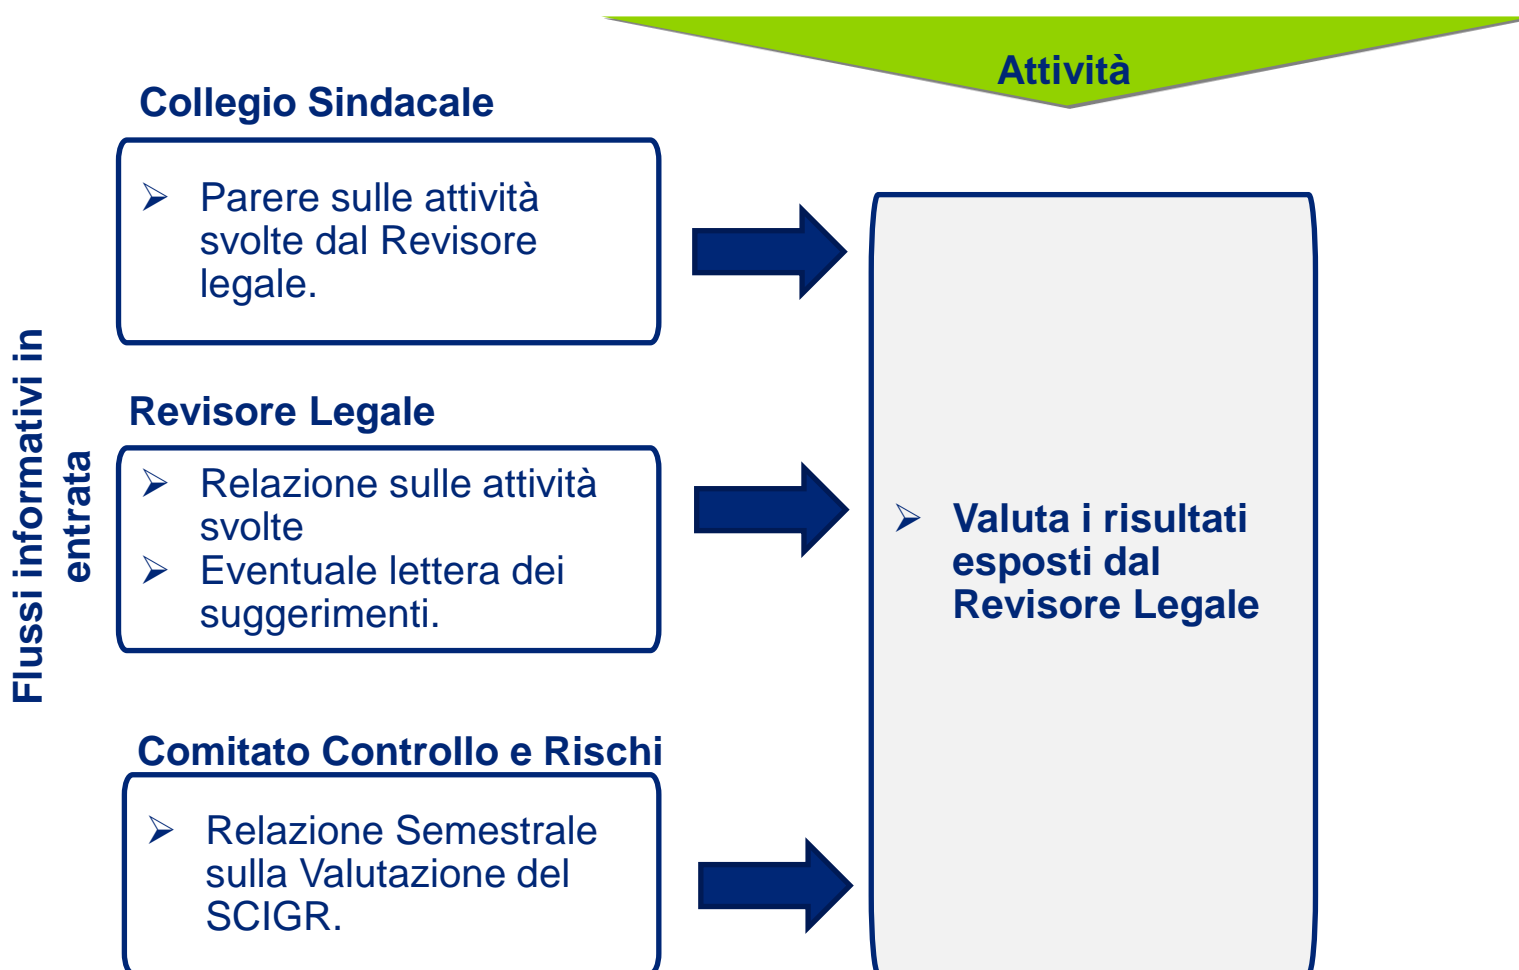 Attività
Collegio Sindacale
➢ Parere sulle attività
svolte dal Revisore
legale.
Flussi informativi in
entrata
Revisore Legale
➢ Relazione sulle attività
svolte
➢ Eventuale lettera dei
suggerimenti.
➢ Valuta i risultati
esposti dal
Revisore Legale
Comitato Controllo e Rischi
➢ Relazione Semestrale
sulla Valutazione del
SCIGR.